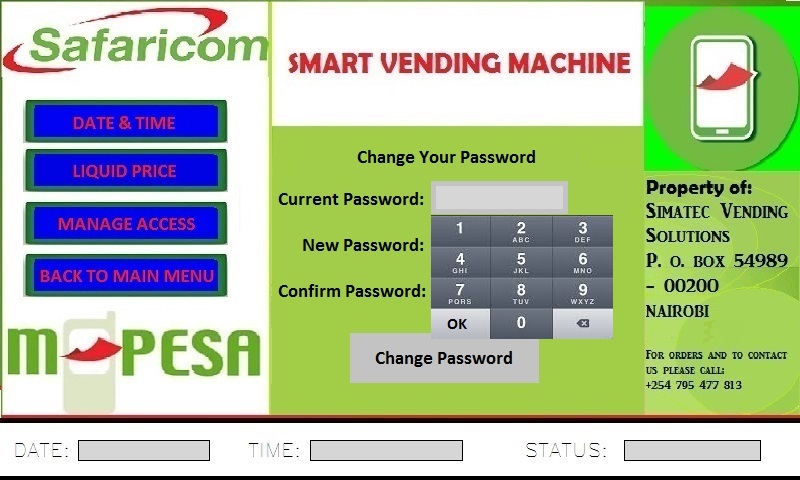 Safaricom
SMART VENDING MACHINE
DATE & TIME
LIQUID PRICE
MANAGE ACCESS
BACK TO MAIN MENU
M PESA
Change Your Password
Current Password:
New Password:
Confirm Password:
1 2 3
ABC DEF
4 5 6
GHI JKL MNO
7 8 9
PQRS TUV WXYZ
OK 0
Change Password
Property of:
Simatec Vending
Solutions
P. o. box 54989
- 00200
NAIROBI
For orders and to contact
us, please call:
+254 795 477 813
DATE: TIME: STATUS: